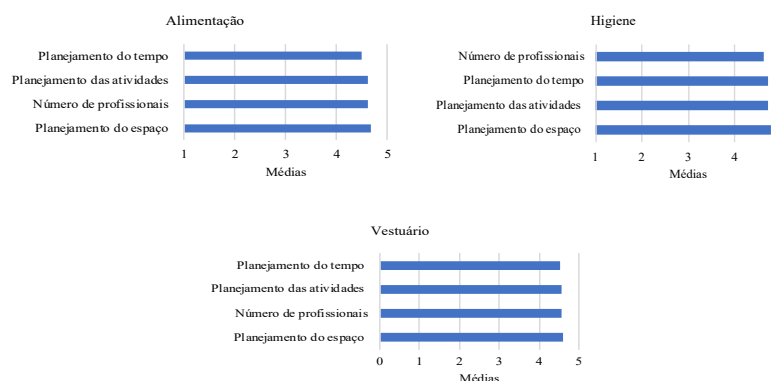 Alimentação
Planejamento do tempo
Planejamento das atividades
Número de profissionais
Planejamento do espaço
1 2 3 4 5
Médias
Higiene
Número de profissionais
Planejamento do tempo
Planejamento das atividades
Planejamento do espaço
1 2 3 4
Médias
Vestuário
Planejamento do tempo
Planejamento das atividades
Número de profissionais
Planejamento do espaço
0 1 2 3 4 5
Médias